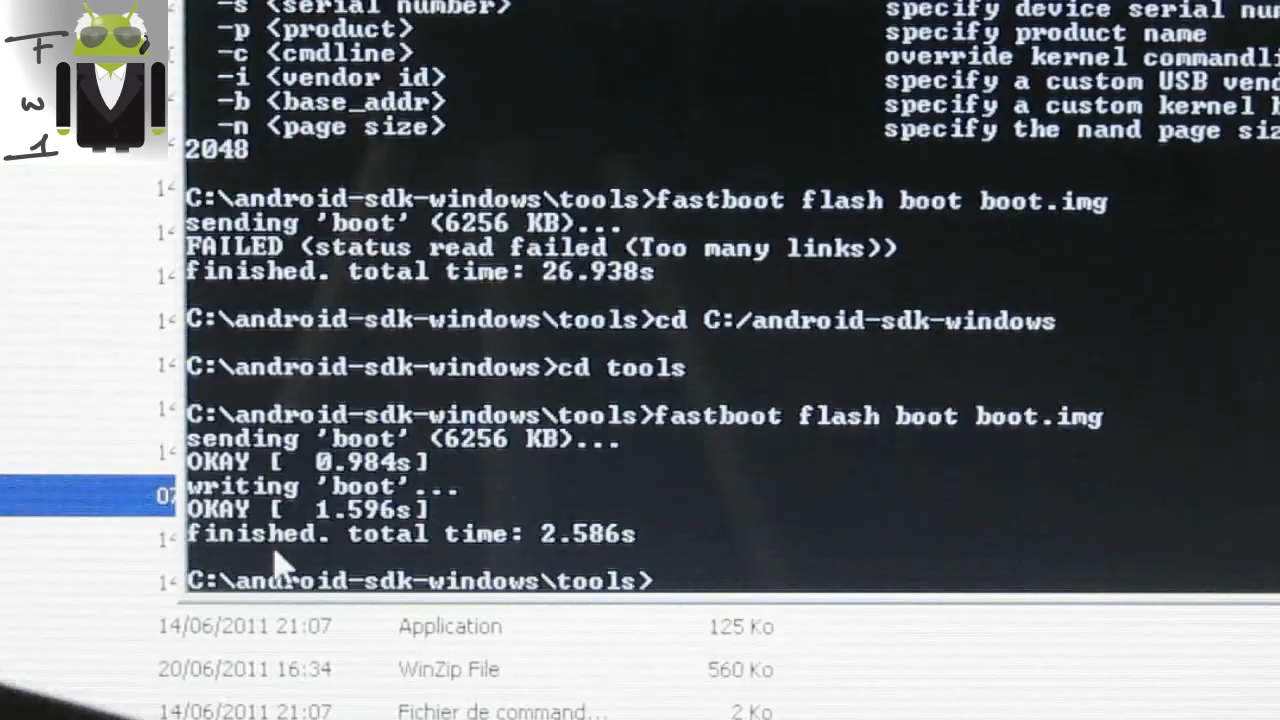 -s <serial number> specify device serial num
-p <product> specify product name
-c <cmdline> override kernel commandli
-i <vendor id> specify a custom USB vend
-b <base_addr> specify a custom kernel b
-n <page size> specify the nand page siz
2048
C:\android-sdk-windows\tools>fastboot flash boot boot.img
sending 'boot' (6256 KB)...
FAILED (status read failed (Too many links))
finished. total time: 26.938s
C:\android-sdk-windows\tools>cd C:/android-sdk-windows
C:\android-sdk-windows>cd tools
C:\android-sdk-windows\tools>fastboot flash boot boot.img
sending 'boot' (6256 KB)...
OKAY [ 0.984s]
writing 'boot'...
OKAY [ 1.596s]
finished. total time: 2.586s
C:\android-sdk-windows\tools>
14/06/2011 21:07 Application 125 Ko
20/06/2011 16:34 WinZip File 560 Ko
14/06/2011 21:07 Fichier de command... 2 Ko